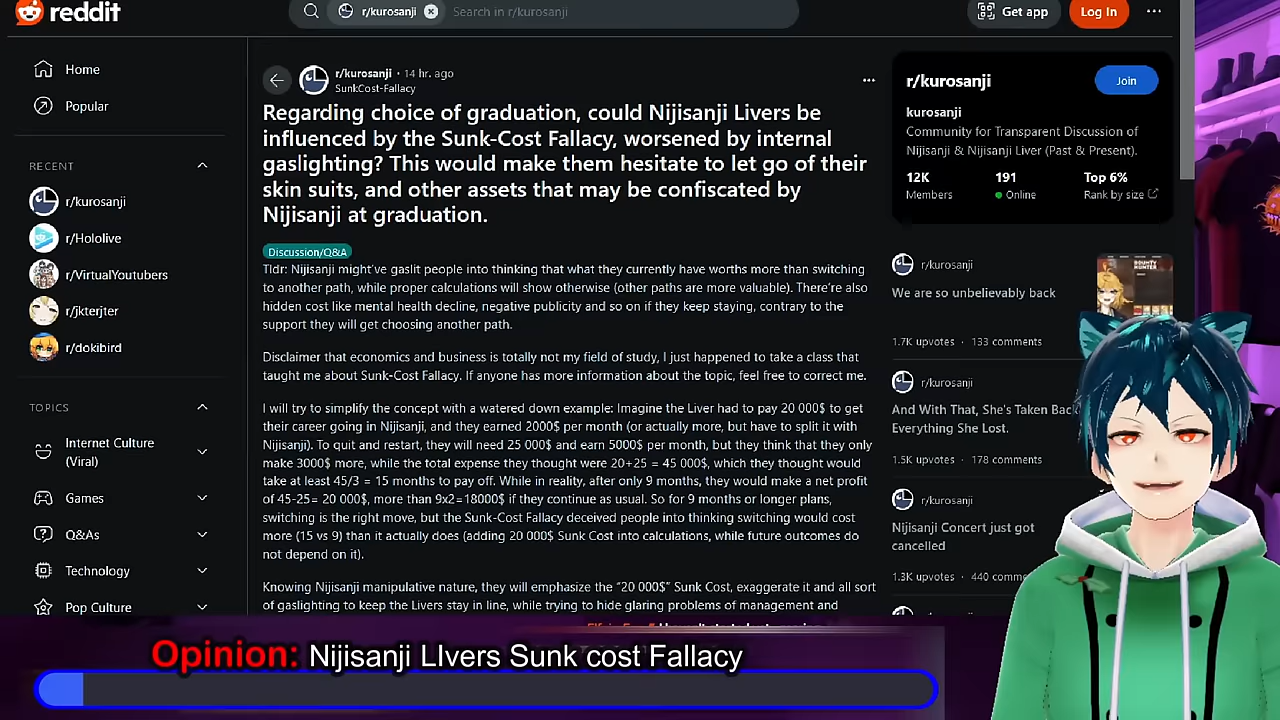 reddit
r/kurosanji
Search in r/kurosanji
Get app
Log In
Home
Popular
RECENT
r/kurosanji
r/Hololive
r/VirtualYoutubers
r/jkterjter
r/dokibird
TOPICS
Internet Culture
(Viral)
Games
Q&As
Technology
Pop Culture
r/kurosanji • 14 hr. ago
SunkCost-Fallacy
Regarding choice of graduation, could Nijisanji Livers be
influenced by the Sunk-Cost Fallacy, worsened by internal
gaslighting? This would make them hesitate to let go of their
skin suits, and other assets that may be confiscated by
Nijisanji at graduation.
Discussion/Q&A
Tldr: Nijisanji might've gaslit people into thinking that what they currently have worths more than switching
to another path, while proper calculations will show otherwise (other paths are more valuable). There're also
hidden cost like mental health decline, negative publicity and so on if they keep staying, contrary to the
support they will get choosing another path.
Disclaimer that economics and business is totally not my field of study, I just happened to take a class that
taught me about Sunk-Cost Fallacy. If anyone has more information about the topic, feel free to correct me.
I will try to simplify the concept with a watered down example: Imagine the Liver had to pay 20 000$ to get
their career going in Nijisanji, and they earned 2000$ per month (or actually more, but have to split it with
Nijisanji). To quit and restart, they will need 25 000$ and earn 5000$ per month, but they think that they only
make 3000$ more, while the total expense they thought were 20+25 = 45 000$, which they thought would
take at least 45/3 = 15 months to pay off. While in reality, after only 9 months, they would make a net profit
of 45-25= 20 000$, more than 9x2=18000$ if they continue as usual. So for 9 months or longer plans,
switching is the right move, but the Sunk-Cost Fallacy deceived people into thinking switching would cost
more (15 vs 9) than it actually does (adding 20 000$ Sunk Cost into calculations, while future outcomes do
not depend on it).
Knowing Nijisanji manipulative nature, they will emphasize the "20 000$" Sunk Cost, exaggerate it and all sort
of gaslighting to keep the Livers stay in line, while trying to hide glaring problems of management and
r/kurosanji
Join
kurosanji
Community for Transparent Discussion of
Nijisanji & Nijisanji Liver (Past & Present).
12K
191
Top 6%
Members
Online
Rank by size
r/kurosanji
We are so unbelievably back
BOUNTY
HUNTER
1.7K upvotes • 133 comments
r/kurosanji
And With That, She's Taken Back
Everything She Lost.
1.5K upvotes • 178 comments
r/kurosanji
Nijisanji Concert just got
cancelled
1.3K upvotes • 440
Opinion: Nijisanji LIvers Sunk cost Fallacy